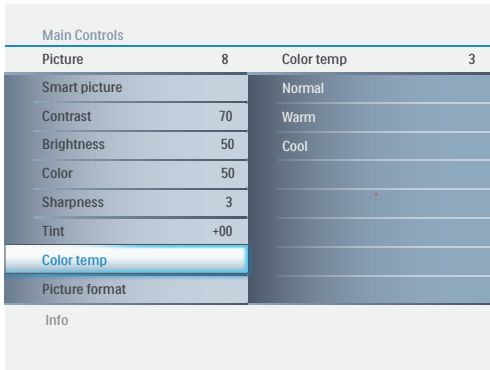 Main Controls
Picture 8 Color temp 3
Smart picture Normal
Contrast 70 Warm
Brightness 50 Cool
Color 50
Sharpness 3
Tint +00
Color temp
Picture format
Info